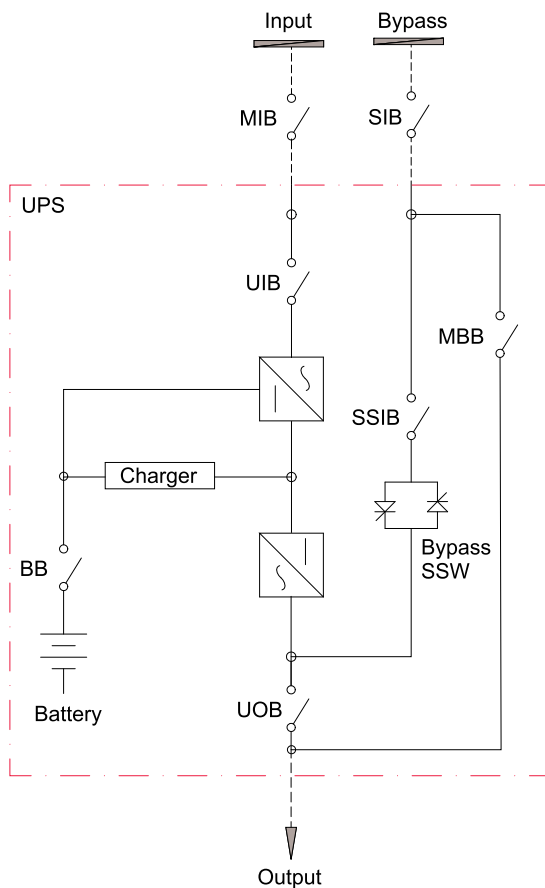 Input
Bypass
MIB
SIB
UPS
UIB
MBB
SSIB
Charger
Bypass
SSW
BB
Battery
UOB
Output